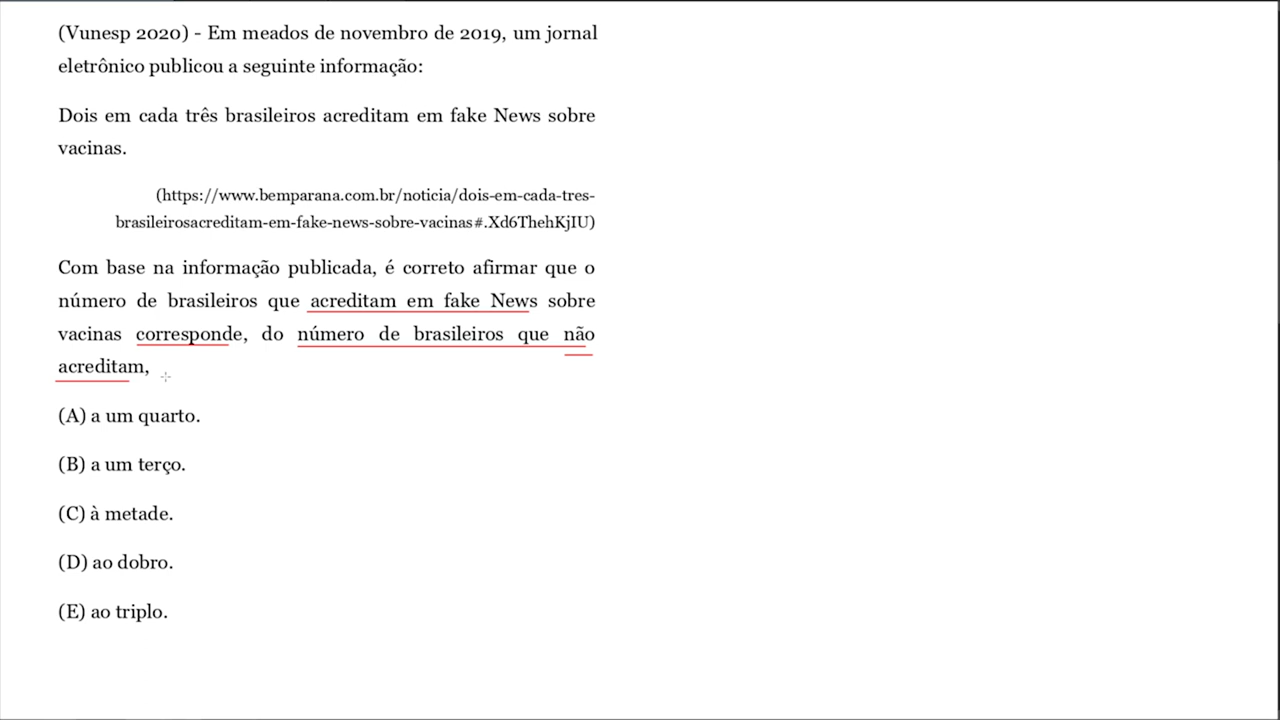 (Vunesp 2020) - Em meados de novembro de 2019, um jornal
eletrônico publicou a seguinte informação:
Dois em cada três brasileiros acreditam em fake News sobre
vacinas.
(https://www.bemparana.com.br/noticia/dois-em-cada-tres-
brasileirosacreditam-em-fake-news-sobre-vacinas#.Xd6ThehKjIU)
Com base na informação publicada, é correto afirmar que o
número de brasileiros que acreditam em fake News sobre
vacinas corresponde, do número de brasileiros que não
acreditam,
(A) a um quarto.
(B) a um terço.
(C) à metade.
(D) ao dobro.
(E) ao triplo.